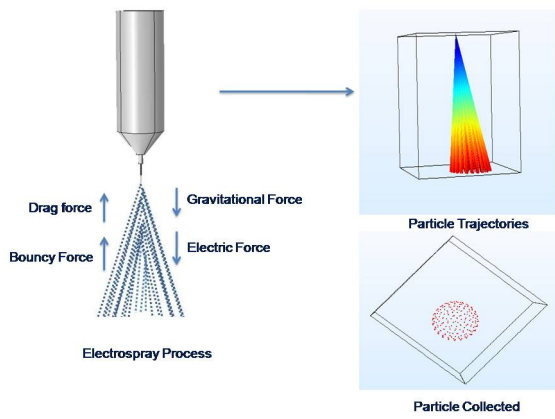 Drag force
Gravitational Force
Bouncy Force
Electric Force
Electrospray Process
Particle Trajectories
Particle Collected